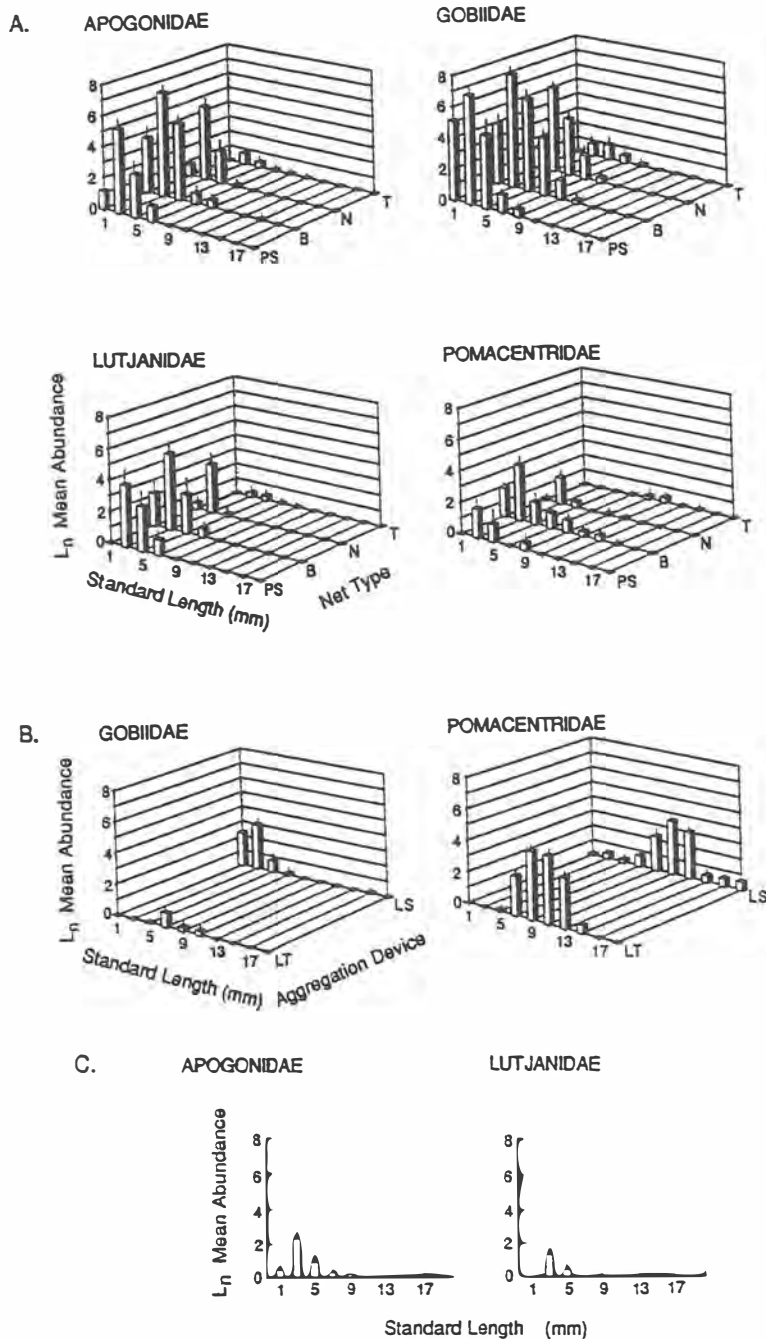 A.
APOGONIDAE
GOBIIDAE
8
6
4
2
0
1
5
9
13
17
PS
B
N
T
8
6
4
2
0
1
5
9
13
17
PS
B
N
T
LUTJANIDAE
POMACENTRIDAE
Ln Mean Abundance
8
6
4
2
0
1
5
9
13
17
PS
B
N
T
Standard Length (mm)
Net Type
8
6
4
2
0
1
5
9
13
17
PS
B
N
T
B.
GOBIIDAE
POMACENTRIDAE
Ln Mean Abundance
8
6
4
2
0
1
5
9
13
17
LT
LS
Standard Length (mm)
Aggregation Device
8
6
4
2
0
1
5
9
13
17
LT
LS
C.
APOGONIDAE
LUTJANIDAE
Ln Mean Abundance
8
6
4
2
0
1
5
9
13
17
8
6
4
2
0
1
5
9
13
17
Standard Length (mm)